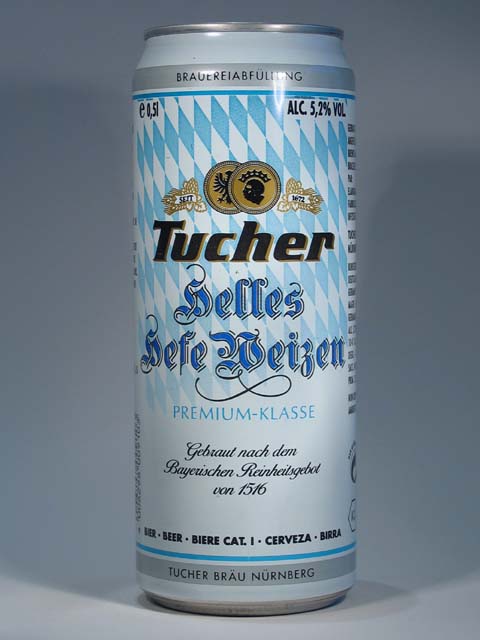 BRAUEREIABFÜLLUNG
e 0,5l
ALC. 5,2% VOL.
SEIT 1672
Tucher
Helles
Hefe Weizen
PREMIUM-KLASSE
Gebraut nach dem
Bayerischen Reinheitsgebot
von 1516
BIER · BEER · BIERE CAT. I · CERVEZA · BIRRA
TUCHER BRÄU NÜRNBERG